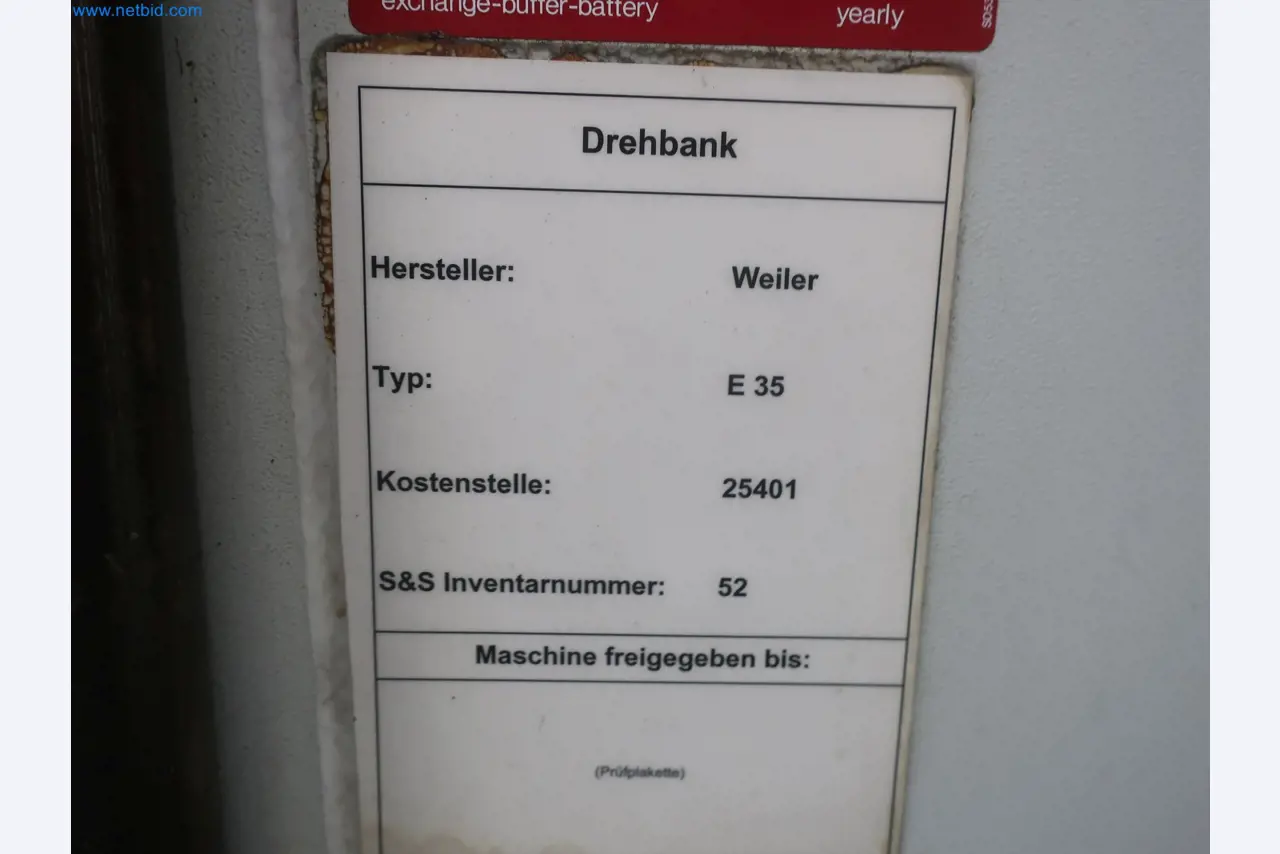 www.netbid.com
exchange-buffer-battery yearly
Drehbank
Hersteller: Weiler
Typ: E 35
Kostenstelle: 25401
S&S Inventarnummer: 52
Maschine freigegeben bis:
(Prüfplakette)